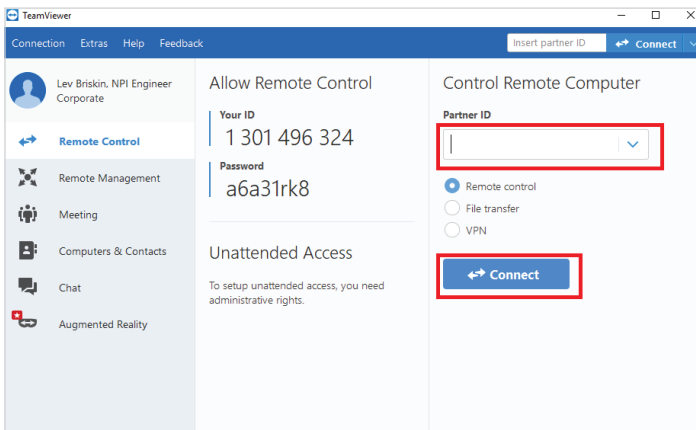 TeamViewer
Connection Extras Help Feedback
Insert partner ID
Connect
Lev Briskin, NPI Engineer
Corporate
Remote Control
Remote Management
Meeting
Computers & Contacts
Chat
Augmented Reality
Allow Remote Control
Your ID
1 301 496 324
Password
a6a31rk8
Unattended Access
To setup unattended access, you need
administrative rights.
Control Remote Computer
Partner ID
Remote control
File transfer
VPN
Connect